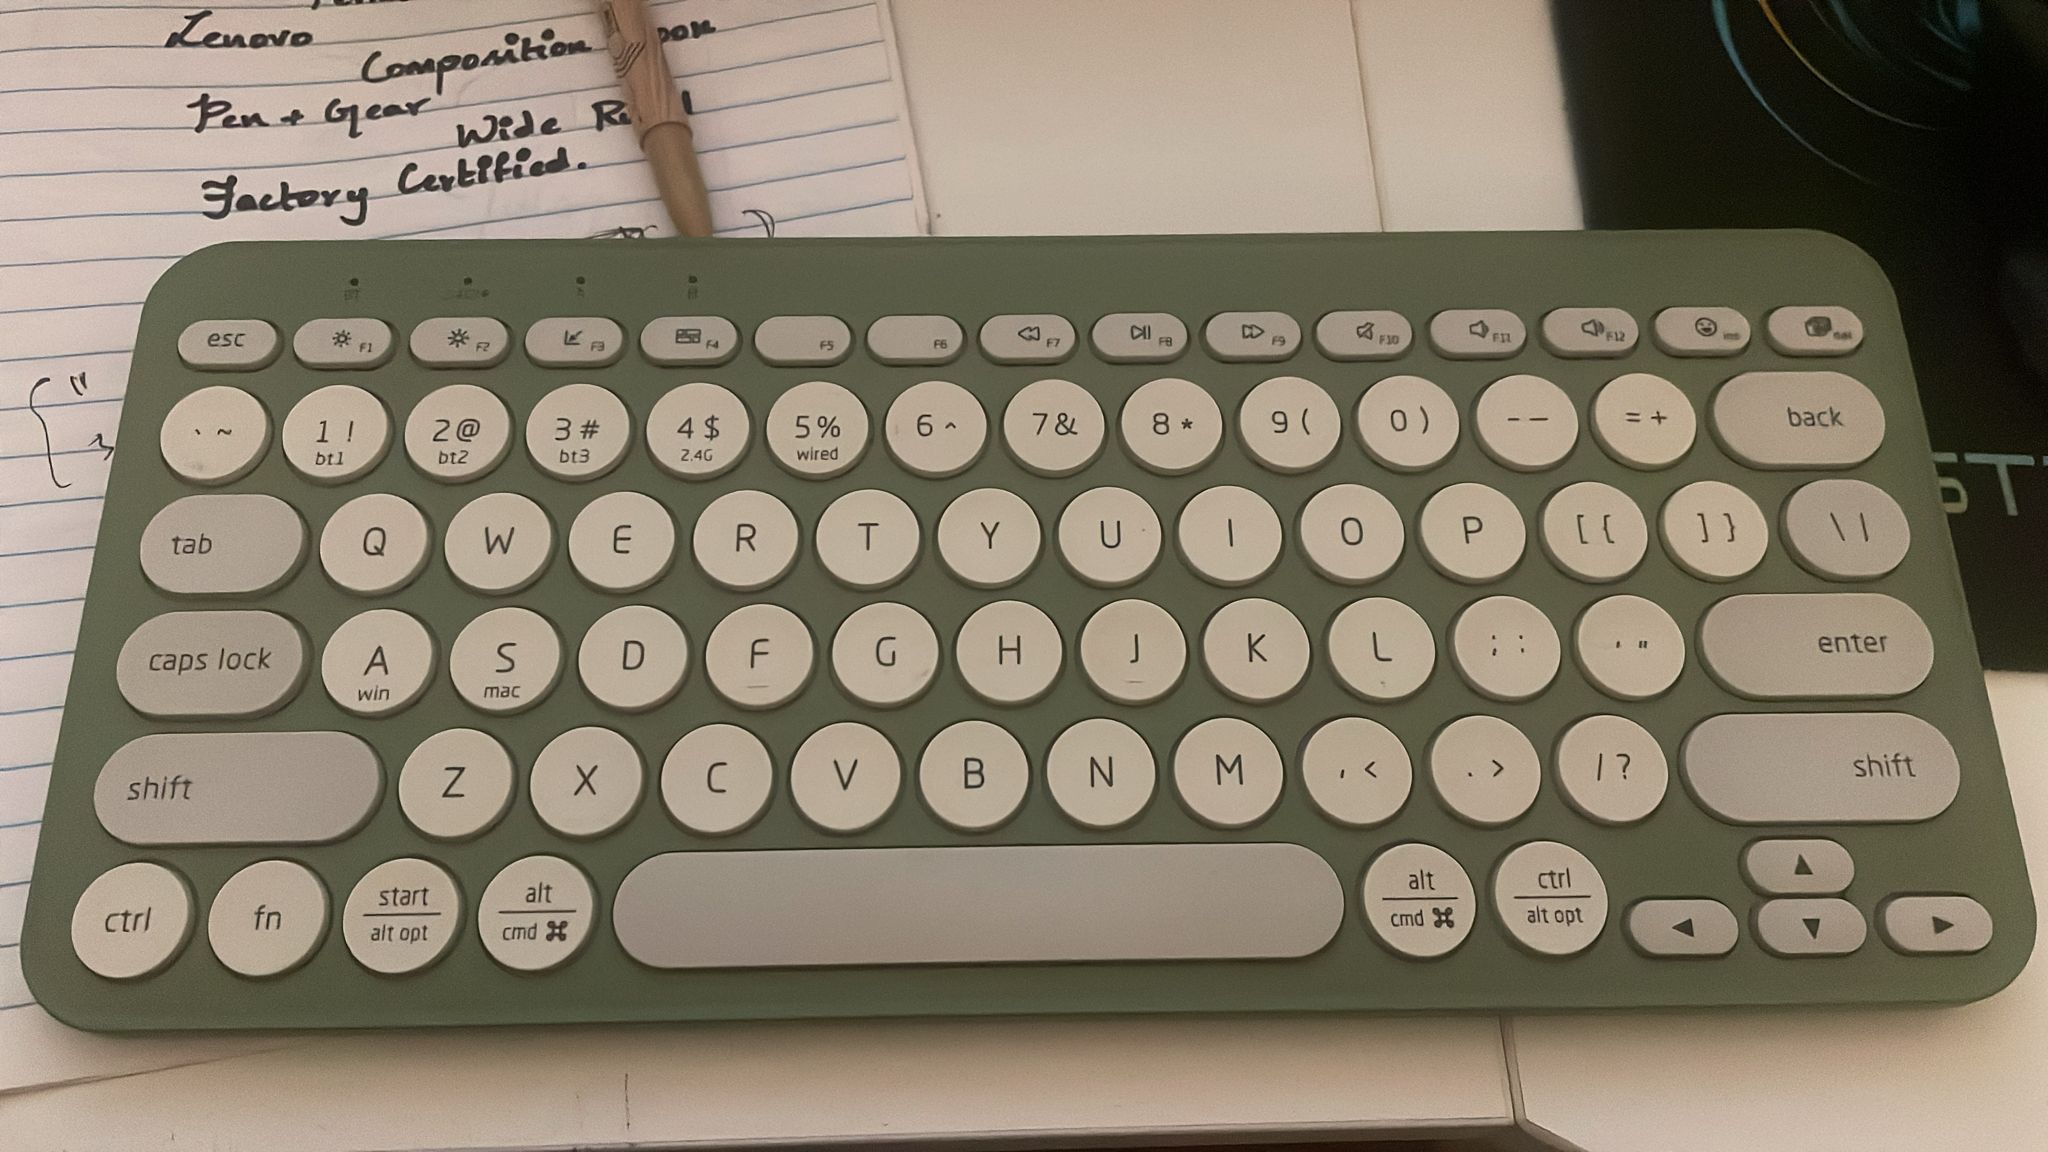 Lenovo
Composition
Pen + Gear
Wide
Factory Certified.
esc F1 F2 F3 F4 F5 F6 F7 F8 F9 F10 F11 F12
` ~ 1 ! 2 @ 3 # 4 $ 5 % 6 ^ 7 & 8 * 9 ( 0 ) - — = + back
bt1 bt2 bt3 2.4G wired
tab Q W E R T Y U I O P [ { ] } \ |
caps lock A S D F G H J K L ; : ' " enter
win mac
shift Z X C V B N M , < . > / ? shift
ctrl fn start alt alt ctrl
alt opt cmd ⌘ cmd ⌘ alt opt